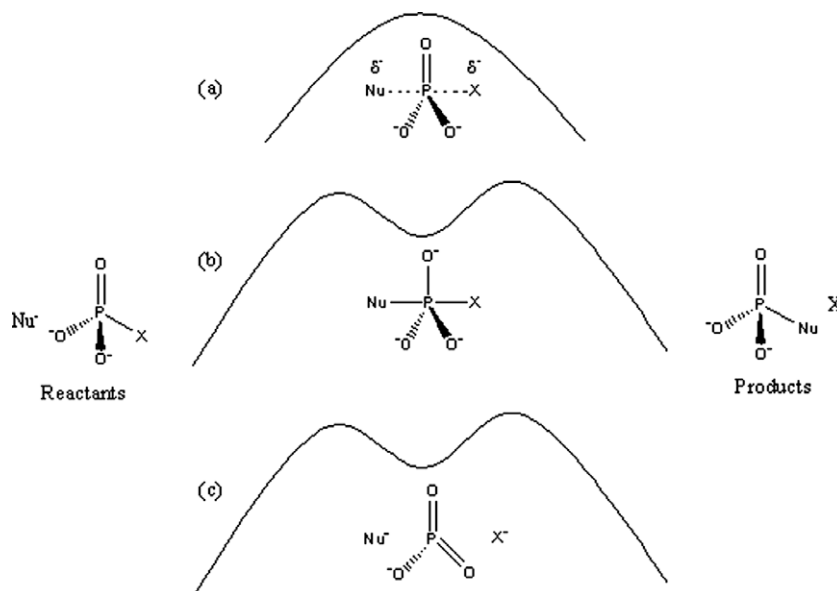 O
δ- δ-
(a) Nu P X
-O O-
(b) O-
Nu P X
-O O-
O
Nu- P
-O X
O-
Reactants
O
P X
-O Nu
O-
Products
(c) O
Nu- P X-
-O O